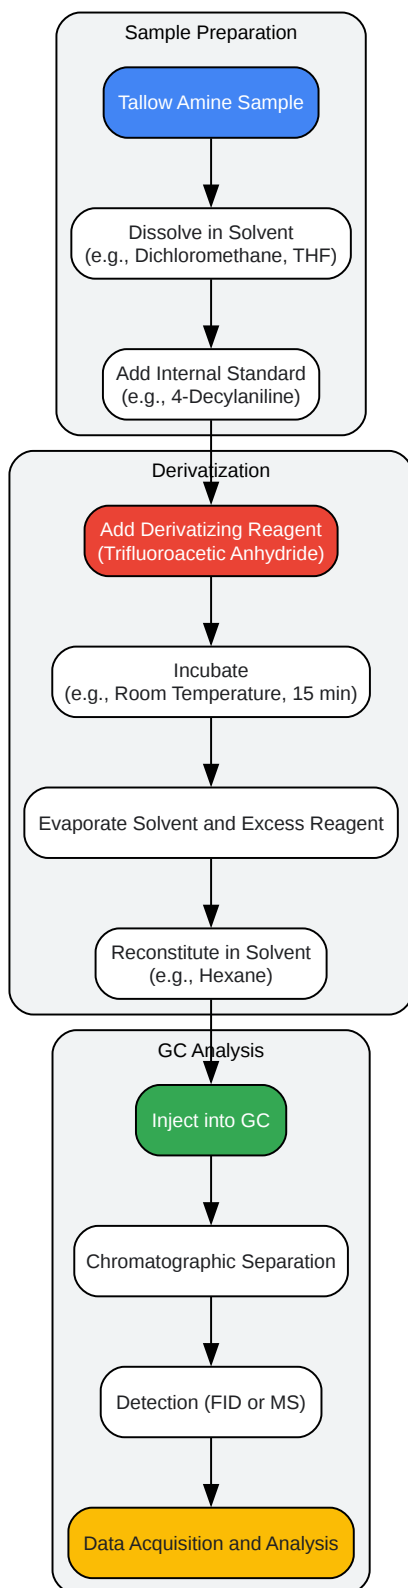 Sample Preparation
Tallow Amine Sample
Dissolve in Solvent
(e.g., Dichloromethane, THF)
Add Internal Standard
(e.g., 4-Decylaniline)
Derivatization
Add Derivatizing Reagent
(Trifluoroacetic Anhydride)
Incubate
(e.g., Room Temperature, 15 min)
Evaporate Solvent and Excess Reagent
Reconstitute in Solvent
(e.g., Hexane)
GC Analysis
Inject into GC
Chromatographic Separation
Detection (FID or MS)
Data Acquisition and Analysis